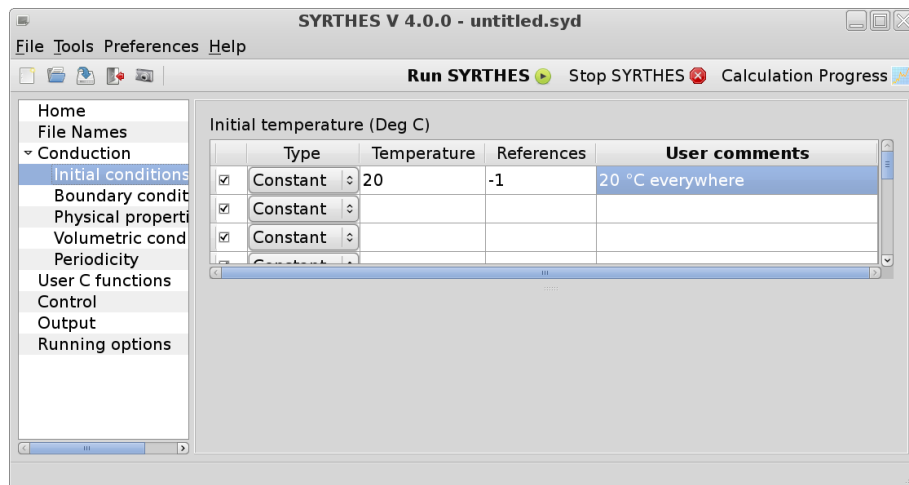 SYRTHES V 4.0.0 - untitled.syd
File Tools Preferences Help
Run SYRTHES Stop SYRTHES Calculation Progress
Home
File Names
Conduction
Initial conditions
Boundary condit
Physical properti
Volumetric cond
Periodicity
User C functions
Control
Output
Running options
Initial temperature (Deg C)
Type Temperature References User comments
Constant 20 -1 20 °C everywhere
Constant
Constant
Constant